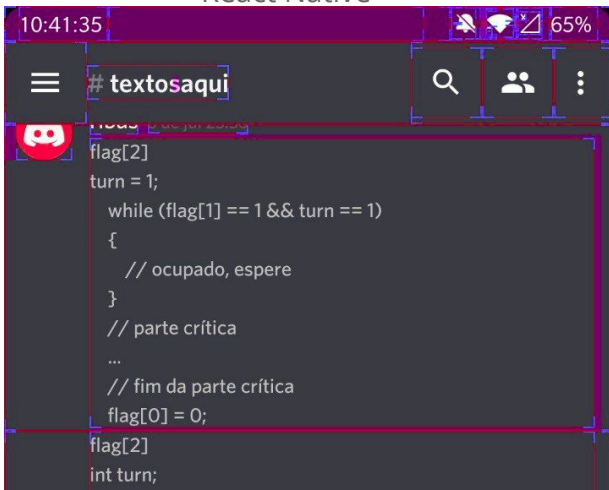 React Native
10:41:35 65%
# textosaqui
flag[2]
turn = 1;
while (flag[1] == 1 && turn == 1)
{
// ocupado, espere
}
// parte crítica
...
// fim da parte crítica
flag[0] = 0;
flag[2]
int turn;